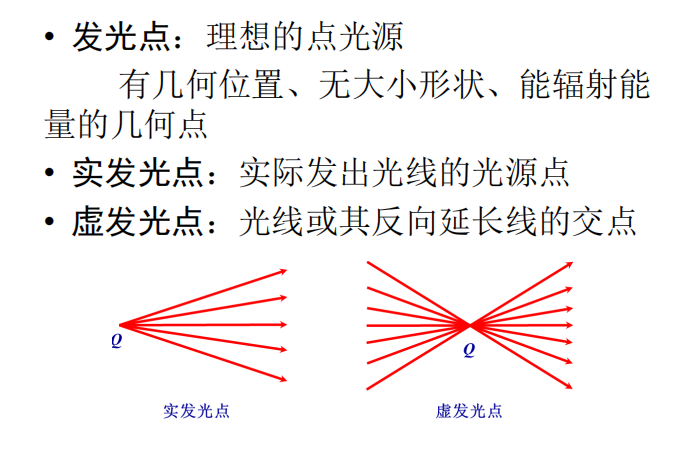 • 发光点：理想的点光源
有几何位置、无大小形状、能辐射能
量的几何点
• 实发光点：实际发出光线的光源点
• 虚发光点：光线或其反向延长线的交点
Q
Q
实发光点
虚发光点